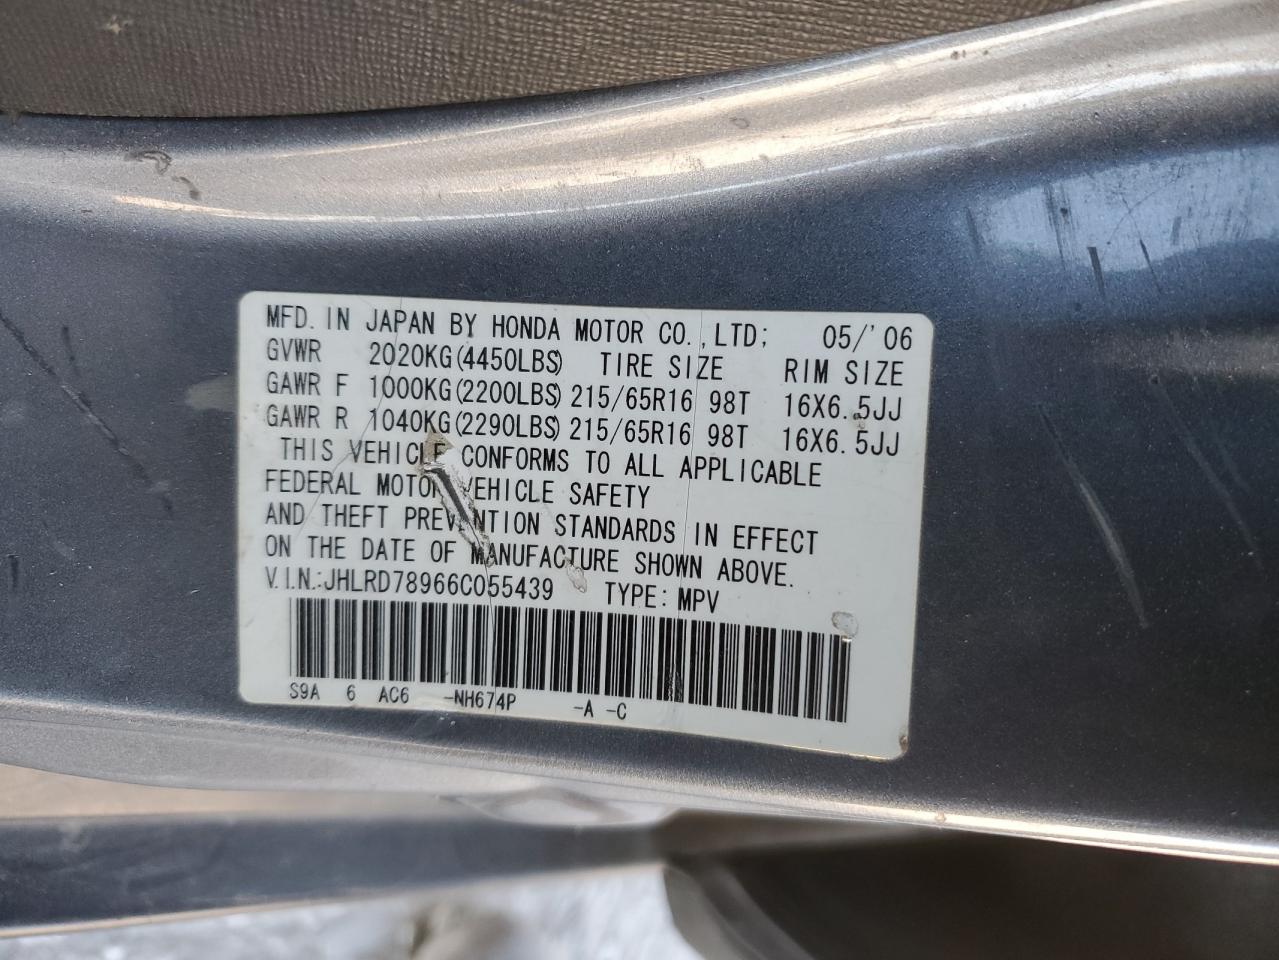 MFD. IN JAPAN BY HONDA MOTOR CO., LTD; 05/'06
GVWR 2020KG(4450LBS) TIRE SIZE RIM SIZE
GAWR F 1000KG(2200LBS) 215/65R16 98T 16X6.5JJ
GAWR R 1040KG(2290LBS) 215/65R16 98T 16X6.5JJ
THIS VEHICLE CONFORMS TO ALL APPLICABLE
FEDERAL MOTOR VEHICLE SAFETY
AND THEFT PREVENTION STANDARDS IN EFFECT
ON THE DATE OF MANUFACTURE SHOWN ABOVE.
V.I.N.:JHLRD78966C055439 TYPE: MPV
S9A 6 AC6 -NH674P -A -C